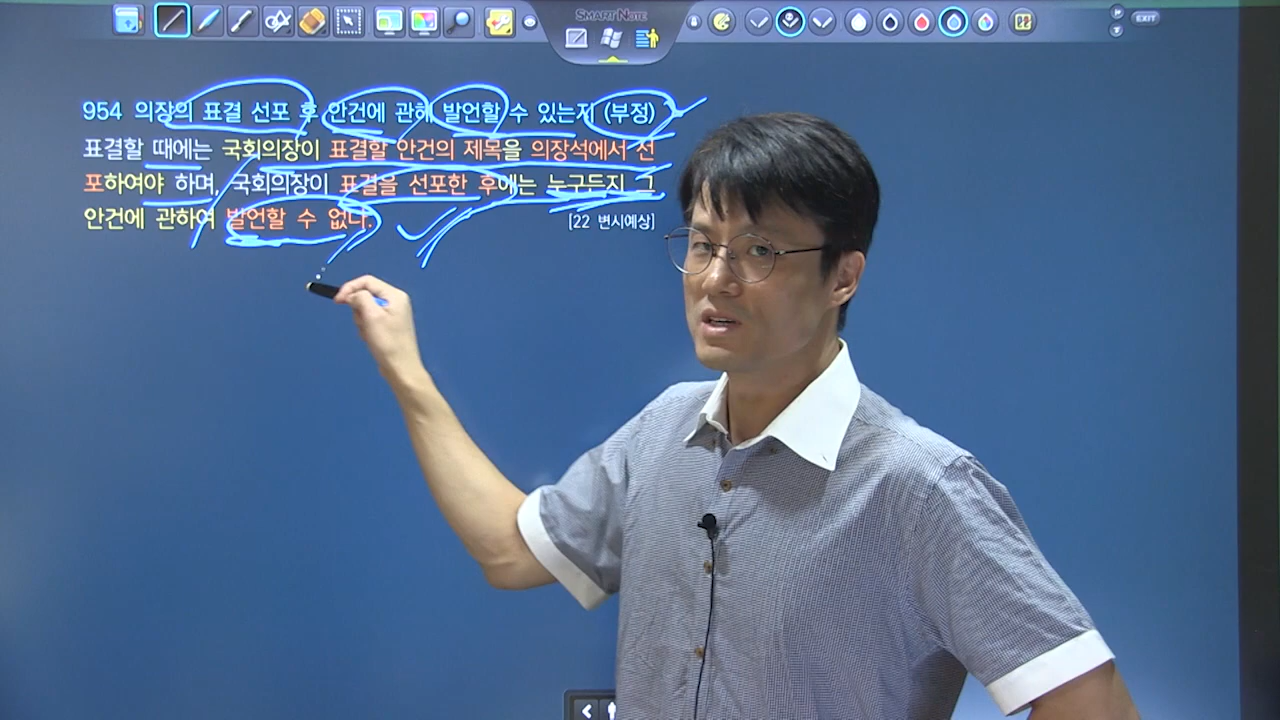 SMART NOTE
EXIT
954 의장의 표결 선포 후 안건에 관해 발언할 수 있는지 (부정)
표결할 때에는 국회의장이 표결할 안건의 제목을 의장석에서 선
포하여야 하며, 국회의장이 표결을 선포한 후에는 누구든지 그
안건에 관하여 발언할 수 없다.
[22 변시예상]